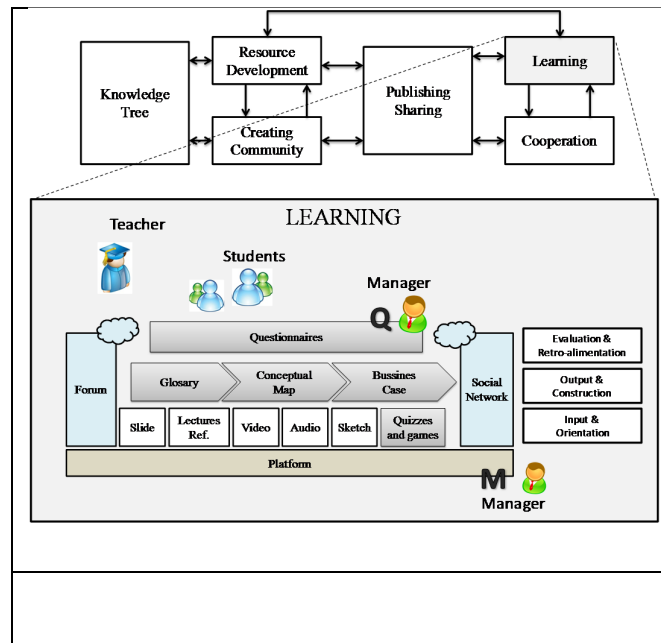 Knowledge
Tree
Resource
Development
Creating
Community
Publishing
Sharing
Learning
Cooperation
LEARNING
Teacher
Students
Manager
Q
Questionnaires
Forum
Glosary
Conceptual
Map
Bussines
Case
Social
Network
Slide
Lectures
Ref.
Video
Audio
Sketch
Quizzes
and games
Platform
M
Manager
Evaluation &
Retro-alimentation
Output &
Construction
Input &
Orientation